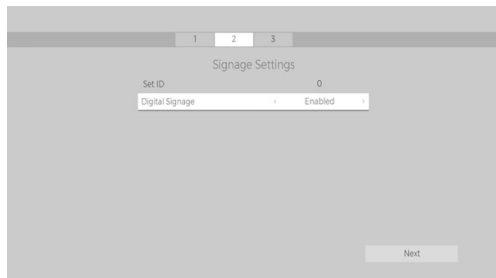 1 2 3
Signage Settings
Set ID 0
Digital Signage ‹ Enabled ›
Next